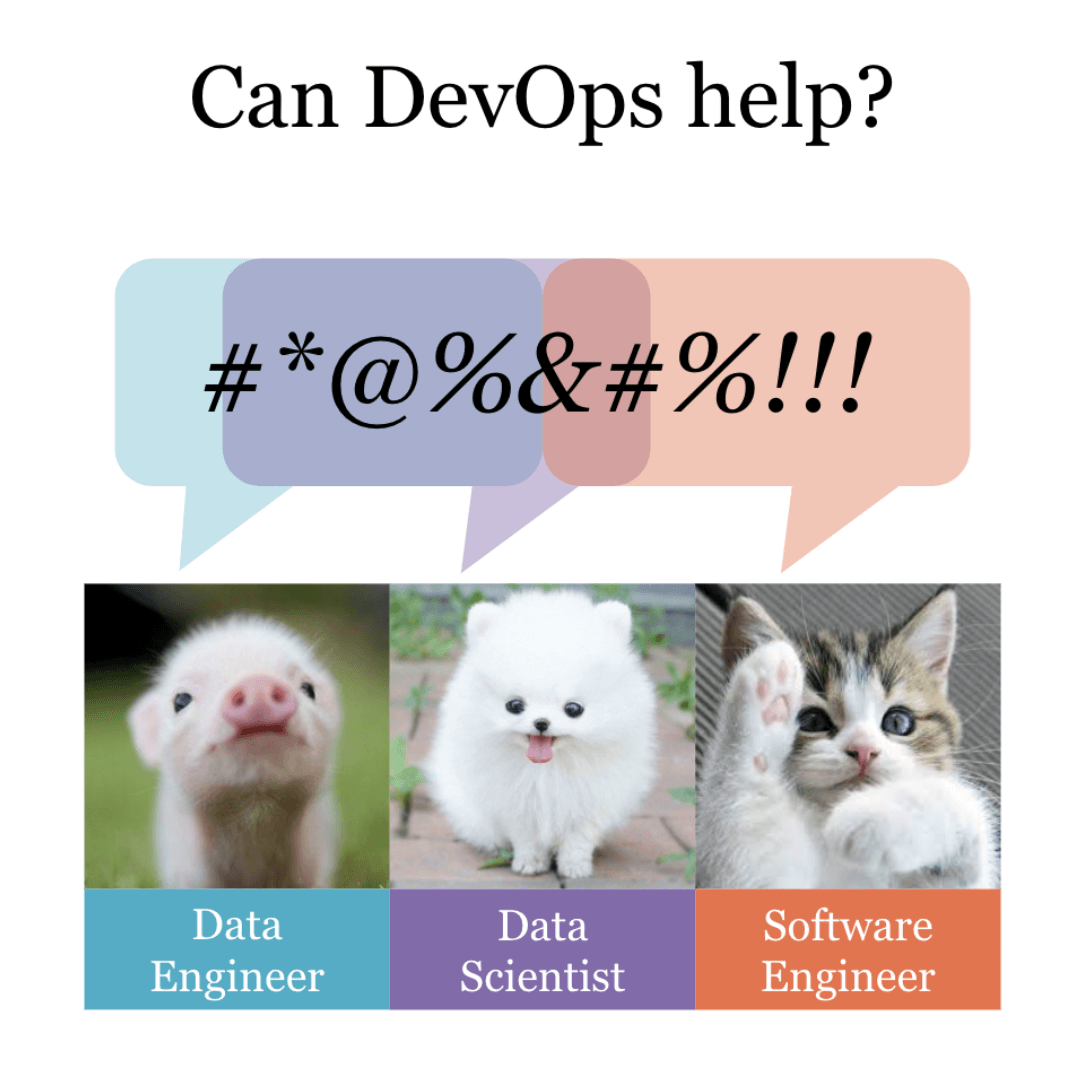 Can DevOps help?
#*@%&#%!!!
Data
Engineer
Data
Scientist
Software
Engineer